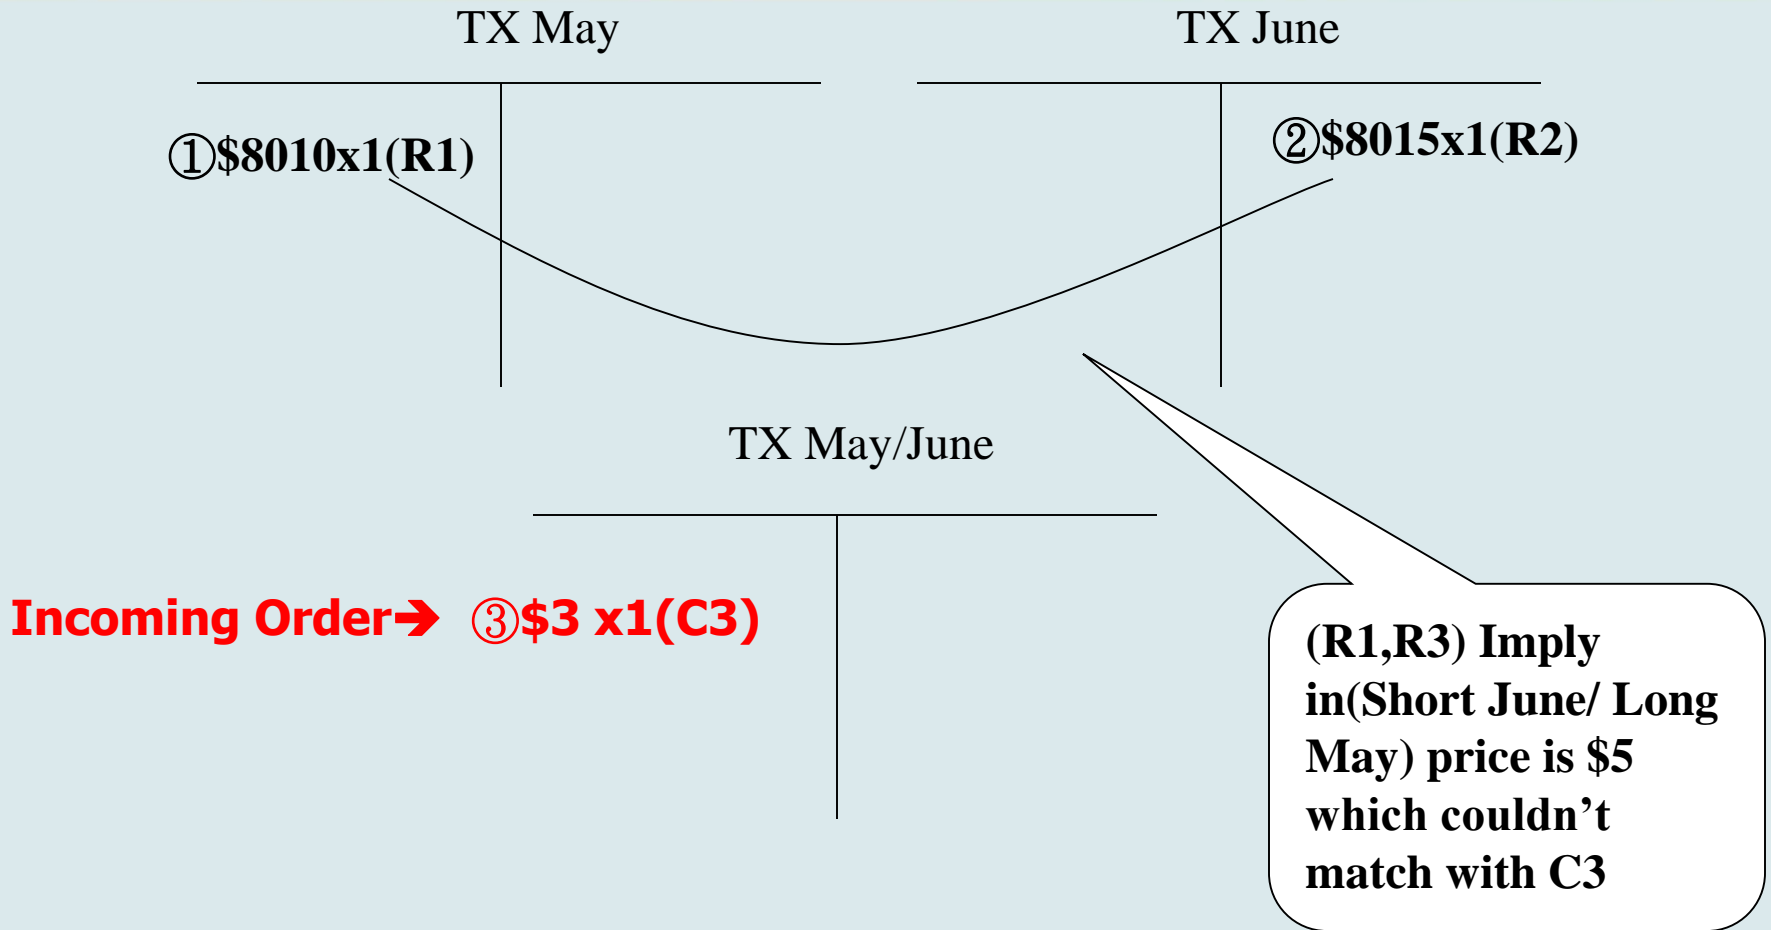 TX May
TX June
①$8010x1(R1)
②$8015x1(R2)
TX May/June
Incoming Order➔ ③$3 x1(C3)
(R1,R3) Imply
in(Short June/ Long
May) price is $5
which couldn’t
match with C3